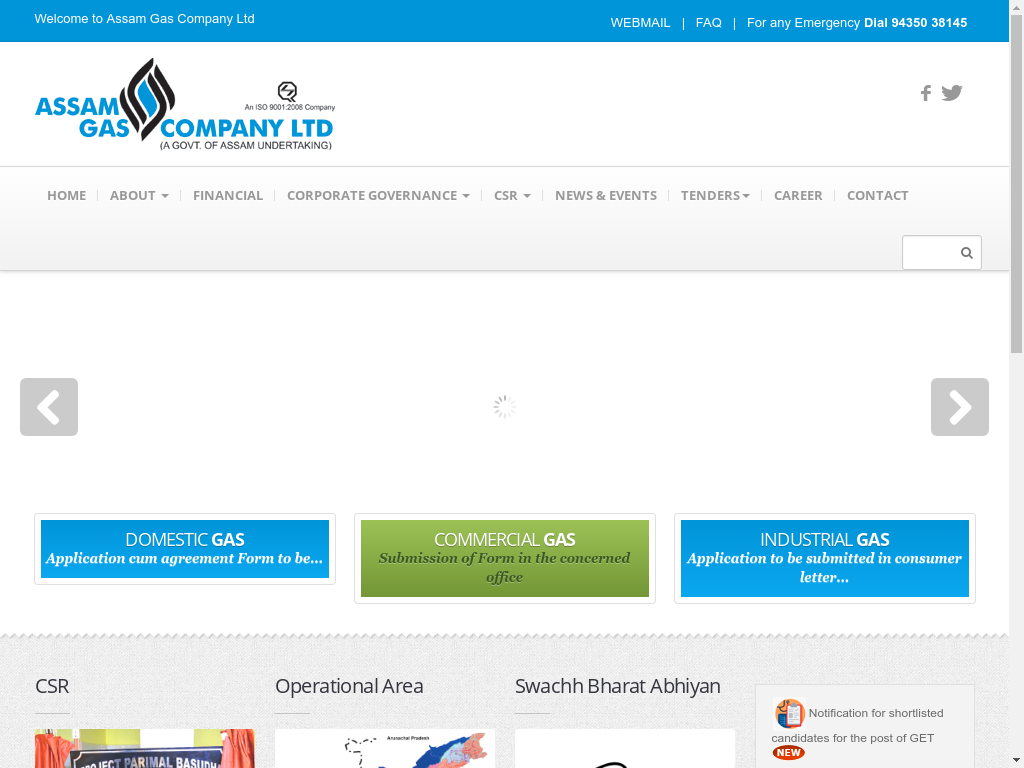 Welcome to Assam Gas Company Ltd
WEBMAIL | FAQ | For any Emergency Dial 94350 38145
ASSAM GAS COMPANY LTD
An ISO 9001:2008 Company
(A GOVT. OF ASSAM UNDERTAKING)
HOME
ABOUT
FINANCIAL
CORPORATE GOVERNANCE
CSR
NEWS & EVENTS
TENDERS
CAREER
CONTACT
DOMESTIC GAS
Application cum agreement Form to be...
COMMERCIAL GAS
Submission of Form in the concerned
office
INDUSTRIAL GAS
Application to be submitted in consumer
letter...
CSR
Operational Area
Swachh Bharat Abhiyan
Notification for shortlisted
candidates for the post of GET
NEW
PROJECT PARIMAL BASUDHA
Arunachal Pradesh